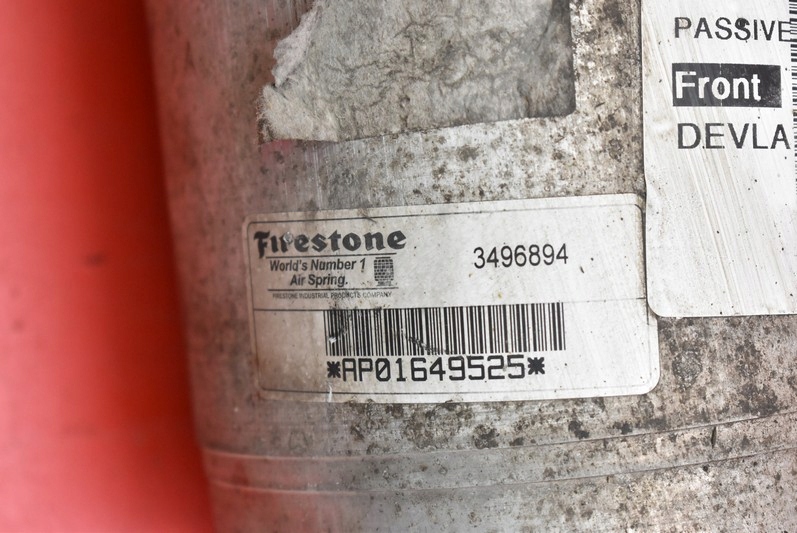 PASSIVE
Front
DEVLA
Firestone
World's Number 1
Air Spring.
FIRESTONE INDUSTRIAL PRODUCTS COMPANY
3496894
*AP01649525*